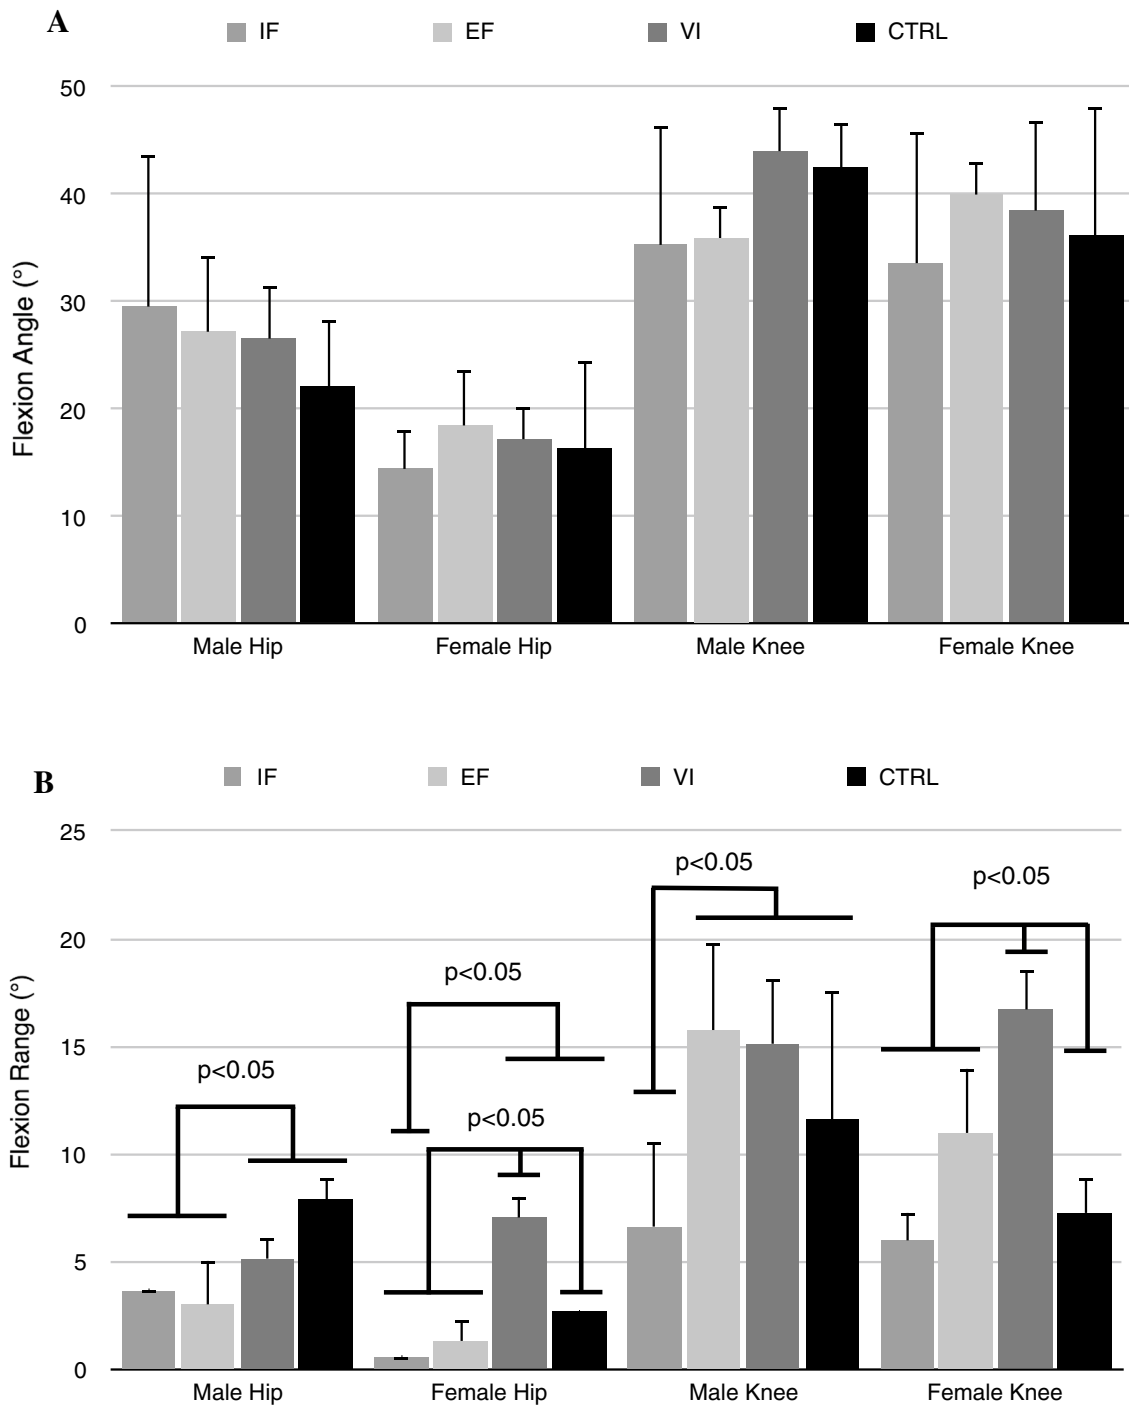 A
IF EF VI CTRL
50
40
30
20
10
0
Flexion Angle (°)
Male Hip Female Hip Male Knee Female Knee
B
IF EF VI CTRL
25
20
15
10
5
0
Flexion Range (°)
p<0.05
p<0.05
p<0.05
p<0.05
p<0.05
Male Hip Female Hip Male Knee Female Knee